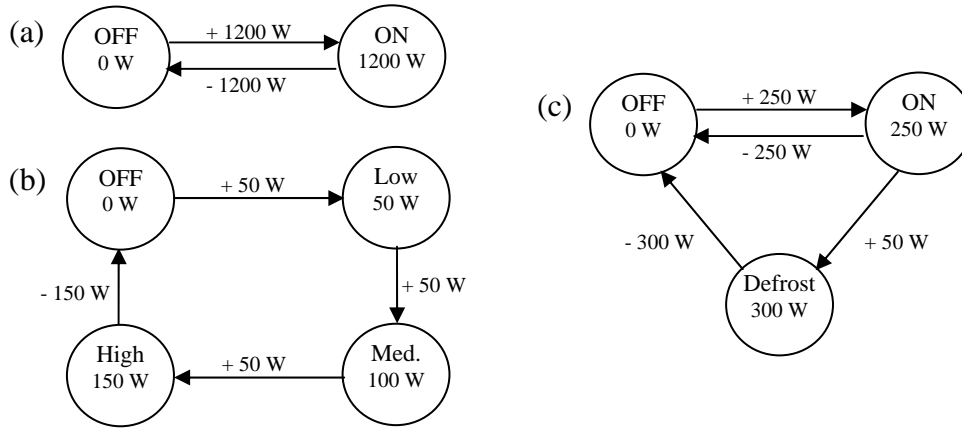 (a)
OFF
0 W
+ 1200 W
- 1200 W
ON
1200 W
(b)
OFF
0 W
+ 50 W
Low
50 W
- 150 W
+ 50 W
High
150 W
+ 50 W
Med.
100 W
(c)
OFF
0 W
+ 250 W
- 250 W
ON
250 W
- 300 W
+ 50 W
Defrost
300 W